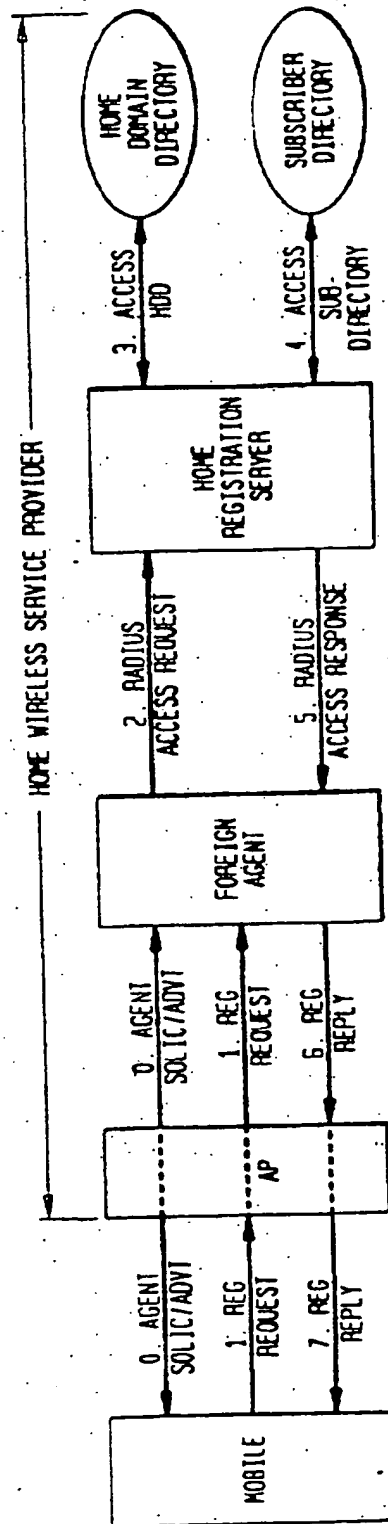 HOME WIRELESS SERVICE PROVIDER
MOBILE
0. AGENT
SOLIC/ADVT
1. REG
REQUEST
7. REG
REPLY
AP
0. AGENT
SOLIC/ADVT
1. REG
REQUEST
6. REG
REPLY
FOREIGN
AGENT
2. RADIUS
ACCESS REQUEST
5. RADIUS
ACCESS RESPONSE
HOME
REGISTRATION
SERVER
3. ACCESS
HDD
4. ACCESS
SUB-
DIRECTORY
HOME
DOMAIN
DIRECTORY
SUBSCRIBER
DIRECTORY